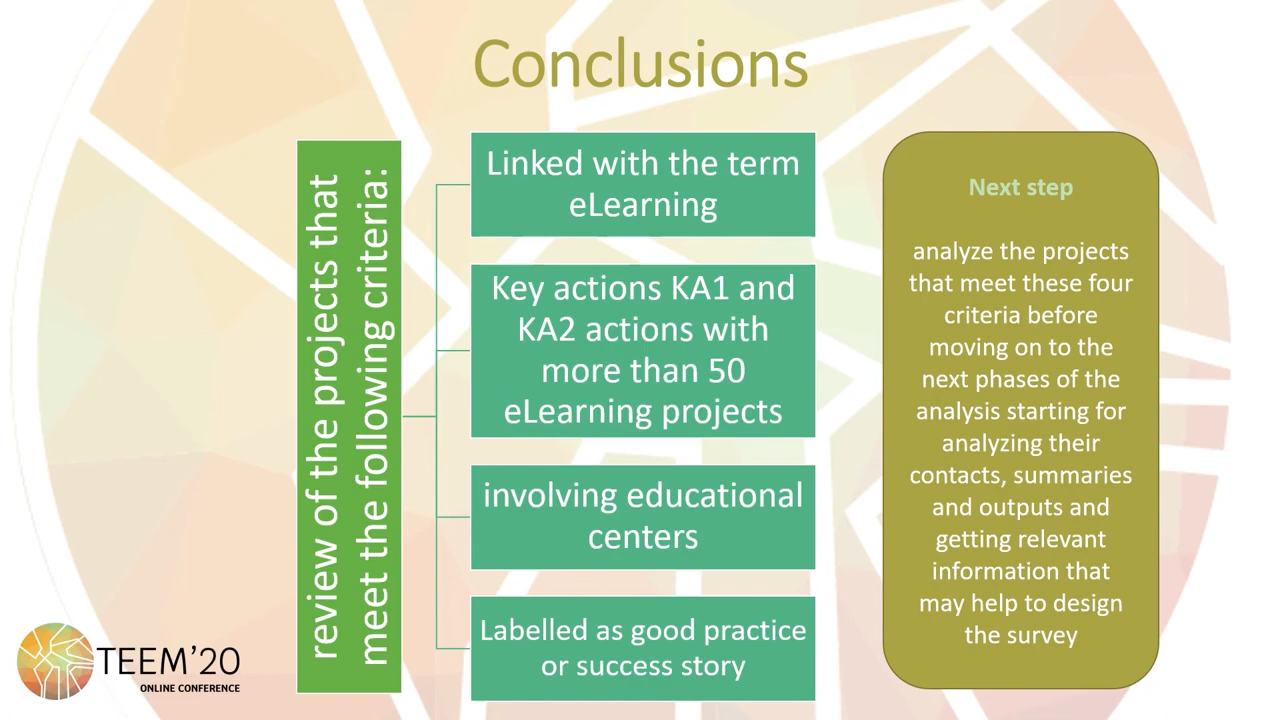 Conclusions
review of the projects that
meet the following criteria:
Linked with the term
eLearning
Key actions KA1 and
KA2 actions with
more than 50
eLearning projects
involving educational
centers
Labelled as good practice
or success story
Next step
analyze the projects
that meet these four
criteria before
moving on to the
next phases of the
analysis starting for
analyzing their
contacts, summaries
and outputs and
getting relevant
information that
may help to design
the survey
TEEM'20
ONLINE CONFERENCE